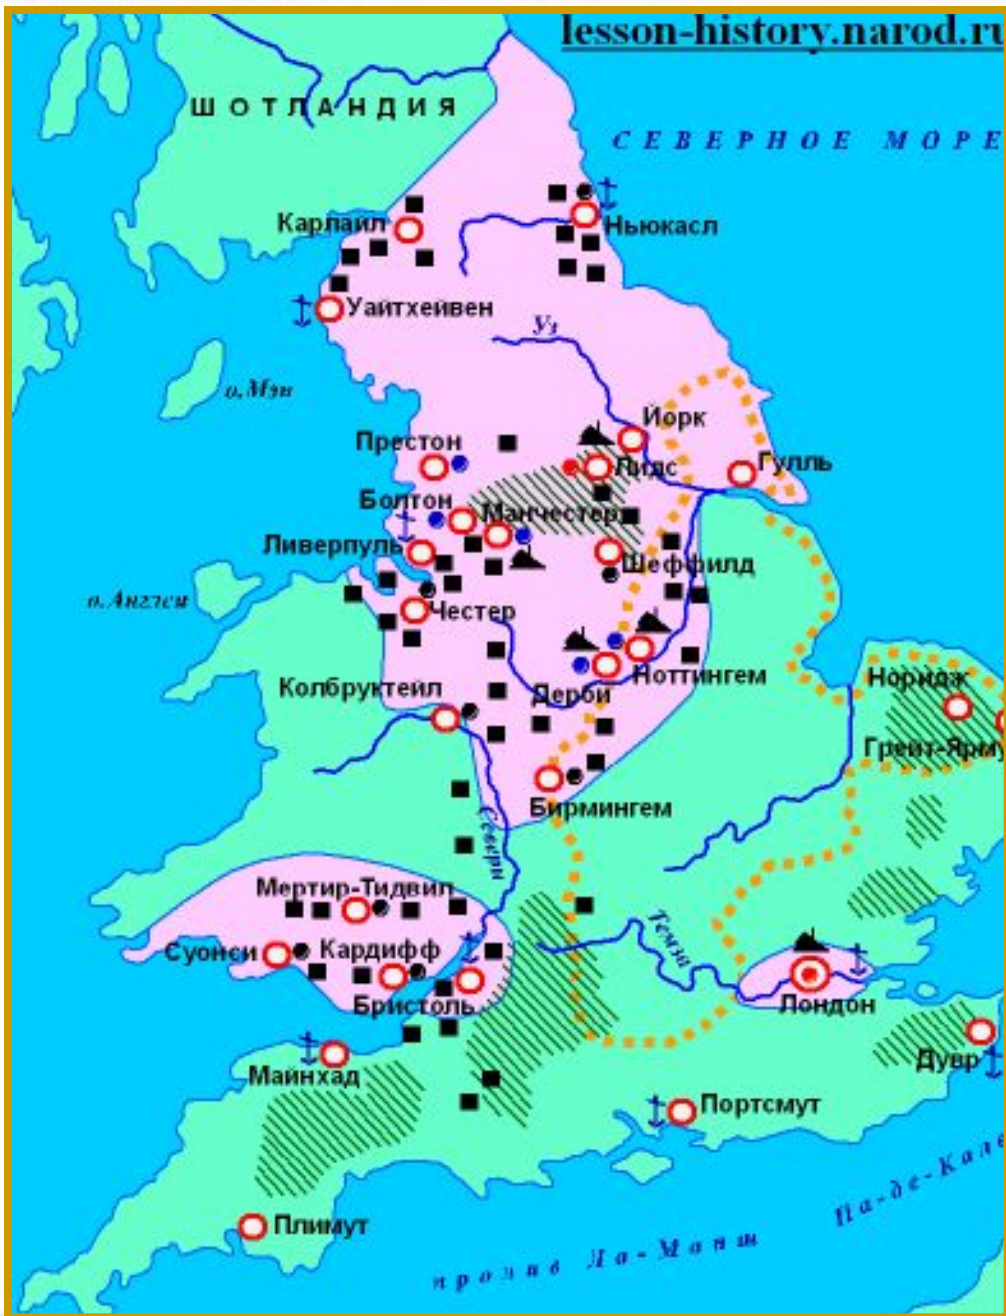 lesson-history.narod.ru
ШОТЛАНДИЯ
СЕВЕРНОЕ МОРЕ
Карлайл
Ньюкасл
Уайтхейвен
Уз
о.Мэн
Йорк
Престон
Лидс
Гулль
Болтон
Манчестер
Ливерпуль
Шеффилд
о.Англси
Честер
Колбруктейл
Дерби
Ноттингем
Норидж
Грейт-Ярму
Бирмингем
Северн
Мертир-Тидвил
Темза
Суонси
Кардифф
Бристоль
Лондон
Майнхад
Дувр
Портсмут
Па-де-Кале
Плимут
пролив Ла-Манш